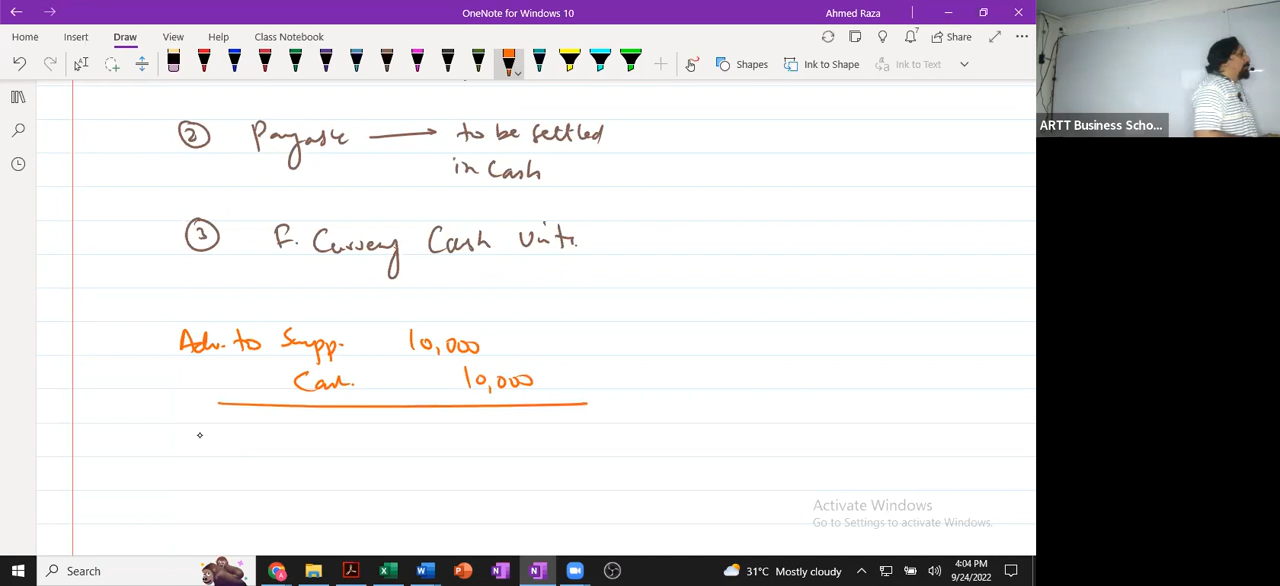 OneNote for Windows 10
Ahmed Raza
Home Insert Draw View Help Class Notebook
Share
Shapes Ink to Shape Ink to Text
ARTT Business Scho...
② Payable → to be settled
in Cash
③ F. Currency Cash Units.
Adv. to Supp. 10,000
Cash. 10,000
Activate Windows
Go to Settings to activate Windows.
Search
31°C Mostly cloudy
4:04 PM
9/24/2022